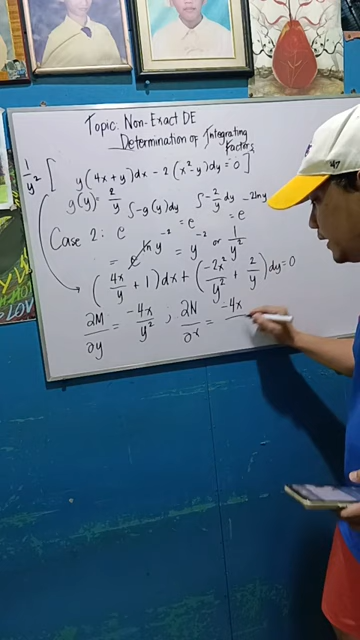 Topic: Non-Exact DE
Determination of Integrating Factors
1/y² [ y(4x+y)dx - 2(x²-y)dy = 0 ]
g(y) = 2/y ∫-g(y)dy ∫-2/y dy -2lny
Case 2: e = e = e
= e^ln y^-2 = y^-2 or 1/y²
(4x/y + 1)dx + (-2x²/y² + 2/y)dy = 0
∂M/∂y = -4x/y² ; ∂N/∂x = -4x